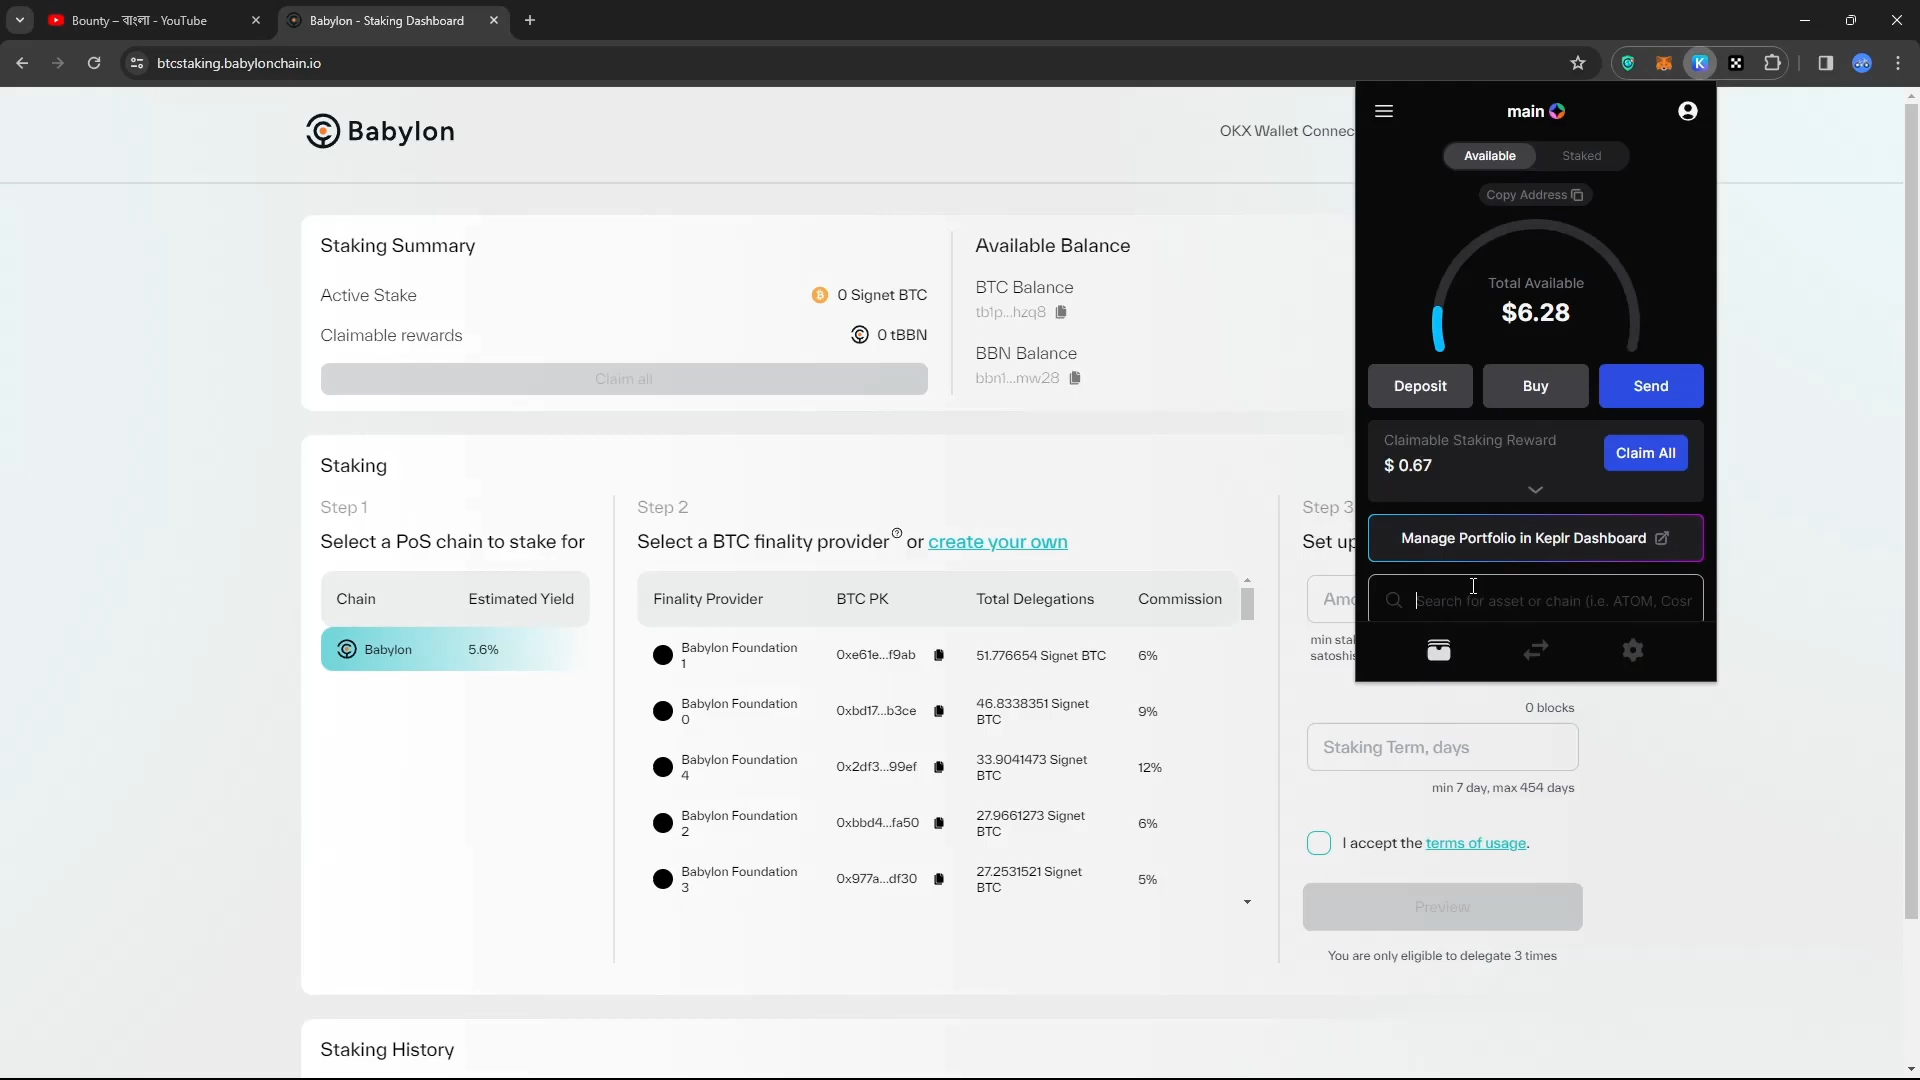 Bounty – বাংলা - YouTube
Babylon - Staking Dashboard
btcstaking.babylonchain.io
Babylon
OKX Wallet Connec
Staking Summary
Active Stake
0 Signet BTC
Claimable rewards
0 tBBN
Claim all
Available Balance
BTC Balance
tb1p...hzq8
BBN Balance
bbn1...mw28
Staking
Step 1
Select a PoS chain to stake for
Chain Estimated Yield
Babylon 5.6%
Step 2
Select a BTC finality provider or create your own
Finality Provider BTC PK Total Delegations Commission
Babylon Foundation
1
0xe61e...f9ab
51.776654 Signet BTC
6%
Babylon Foundation
0
0xbd17...b3ce
46.8338351 Signet
BTC
9%
Babylon Foundation
4
0x2df3...99ef
33.9041473 Signet
BTC
12%
Babylon Foundation
2
0xbbd4...fa50
27.9661273 Signet
BTC
6%
Babylon Foundation
3
0x977a...df30
27.2531521 Signet
BTC
5%
Step 3
Set up
Amo
min stak
satoshis
0 blocks
Staking Term, days
min 7 day, max 454 days
I accept the terms of usage.
Preview
You are only eligible to delegate 3 times
Staking History
main
Available
Staked
Copy Address
Total Available
$6.28
Deposit
Buy
Send
Claimable Staking Reward
$ 0.67
Claim All
Manage Portfolio in Keplr Dashboard
Search for asset or chain (i.e. ATOM, Cosr